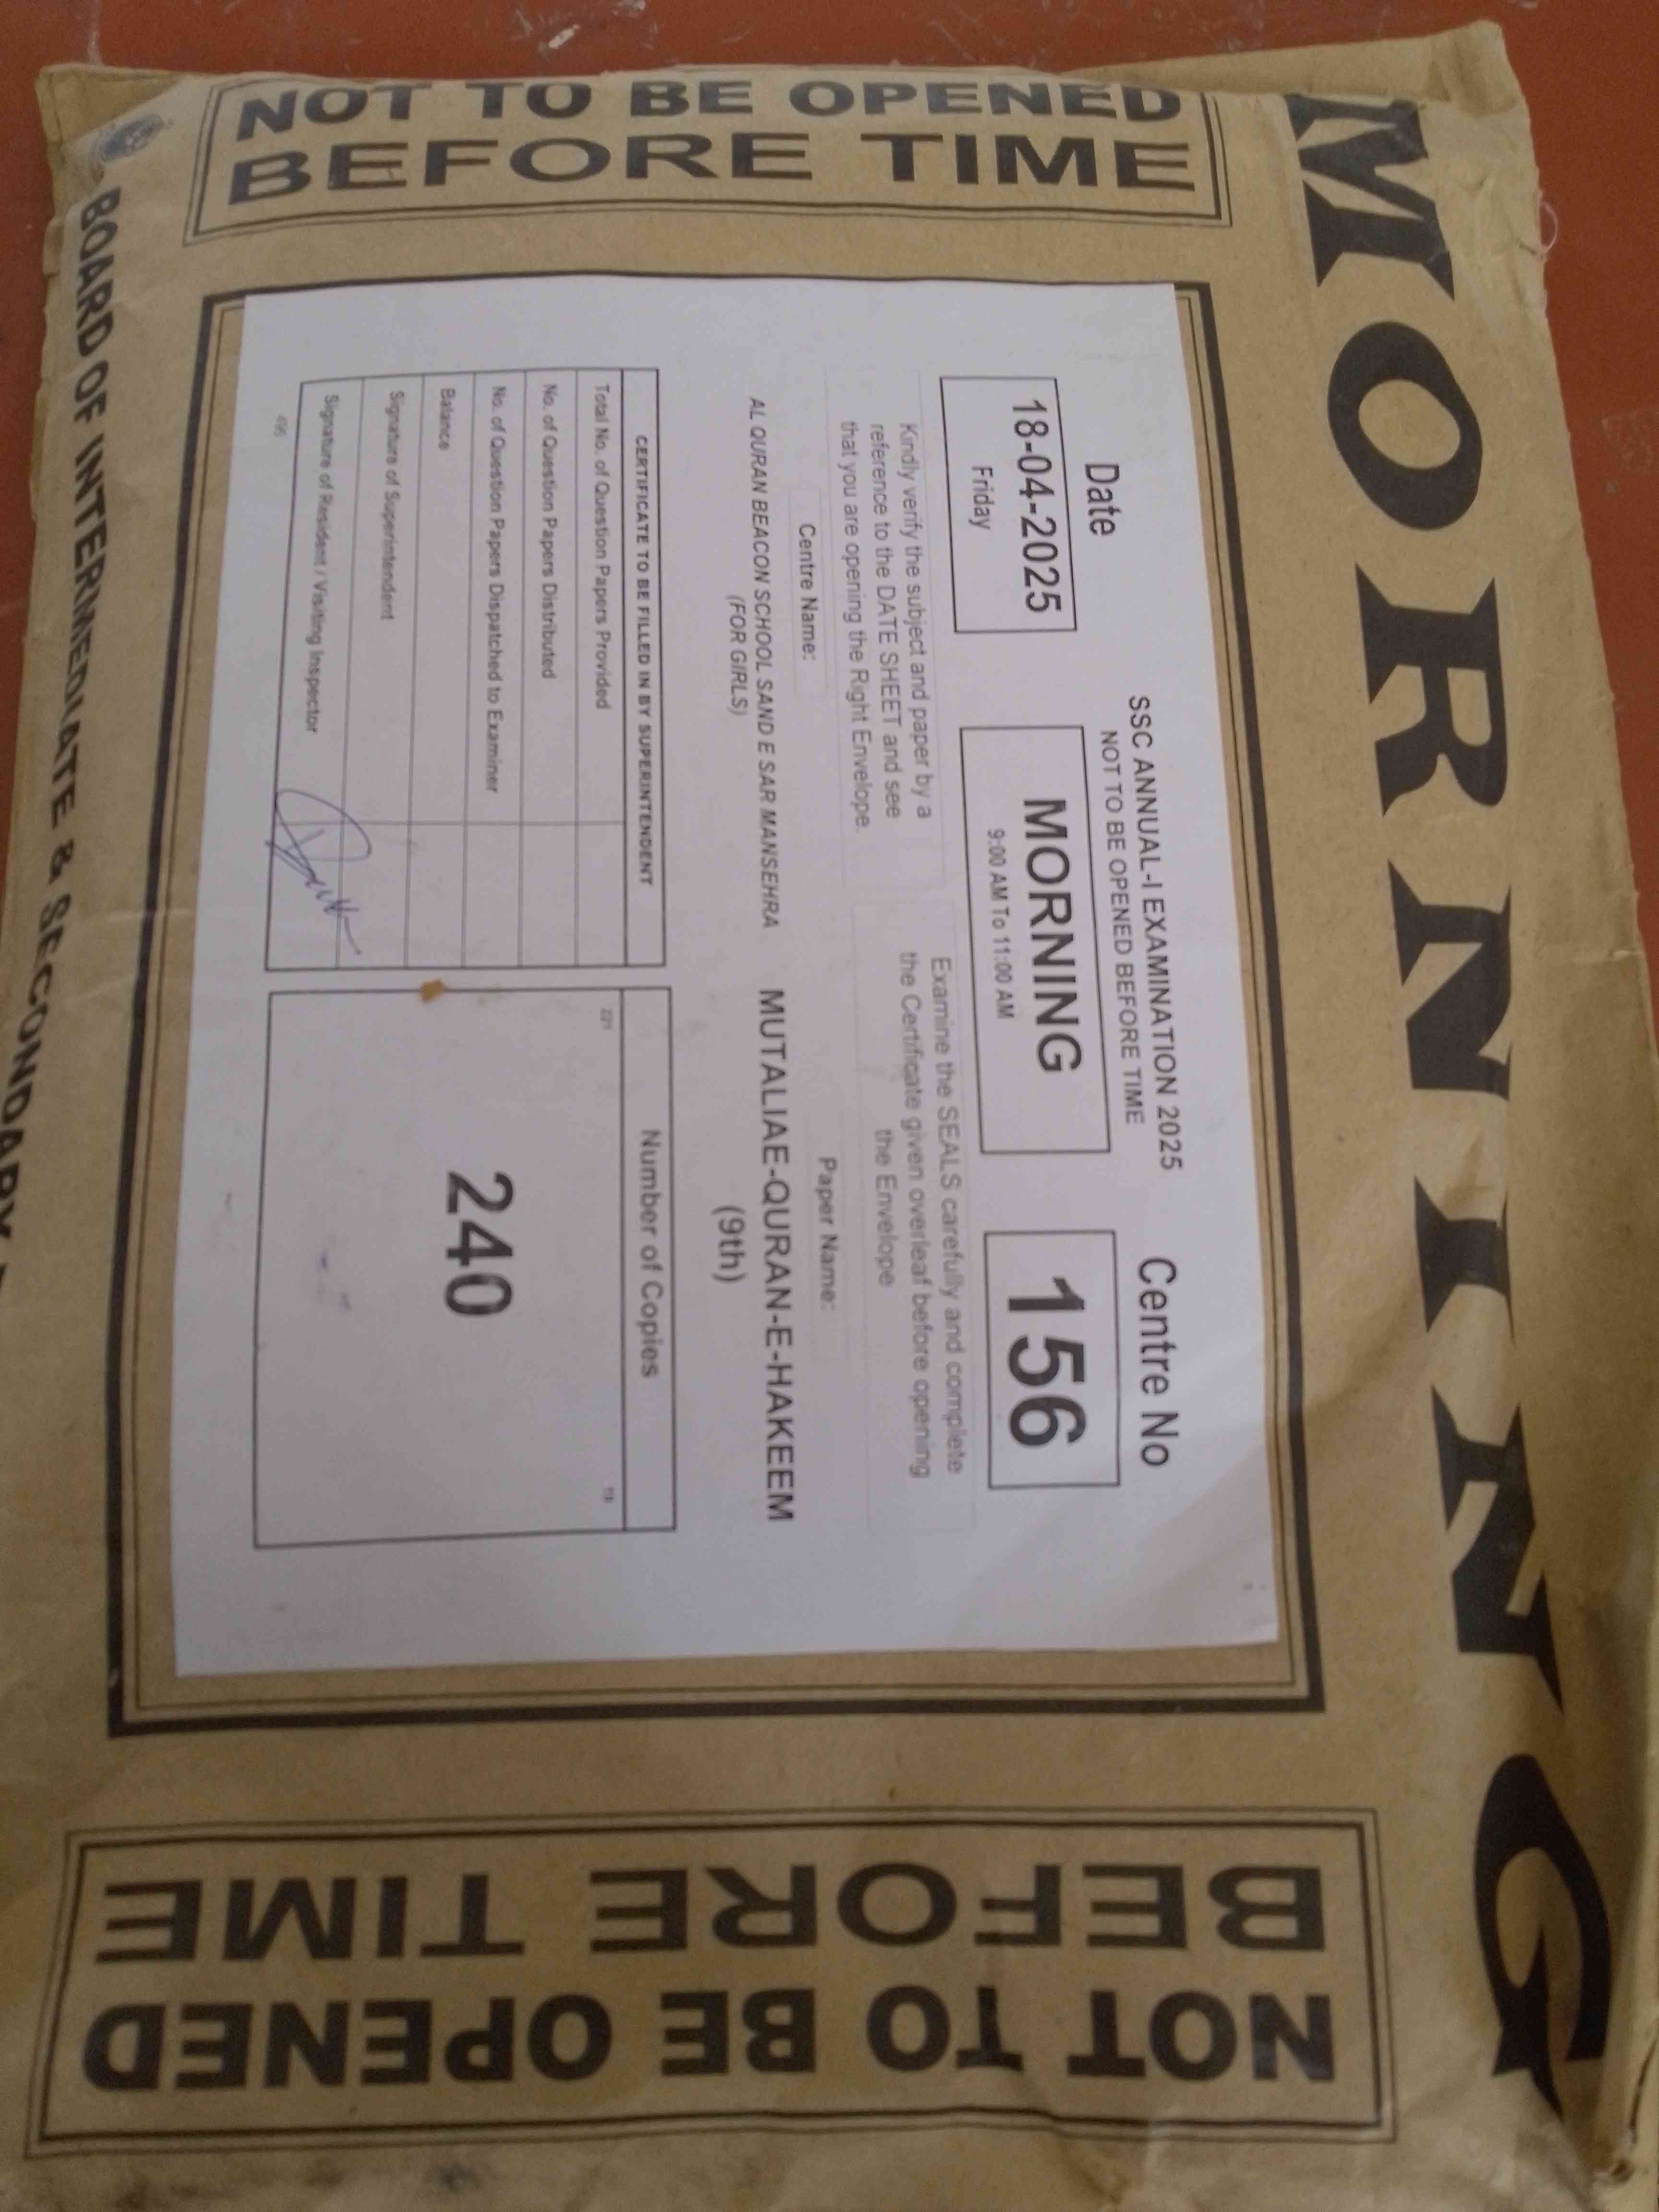 MORNING
NOT TO BE OPENED
BEFORE TIME
SSC ANNUAL-I EXAMINATION 2025
NOT TO BE OPENED BEFORE TIME
Date
18-04-2025
Friday
MORNING
9:00 AM To 11:00 AM
Centre No
156
Kindly verify the subject and paper by a
reference to the DATE SHEET and see
that you are opening the Right Envelope.
Examine the SEALS carefully and complete
the Certificate given overleaf before opening
the Envelope
Centre Name:
AL QURAN BEACON SCHOOL SAND E SAR MANSEHRA
(FOR GIRLS)
Paper Name:
MUTALIAE-QURAN-E-HAKEEM
(9th)
CERTIFICATE TO BE FILLED IN BY SUPERINTENDENT
Total No. of Question Papers Provided
No. of Question Papers Distributed
No. of Question Papers Dispatched to Examiner
Balance
Signature of Superintendent
Signature of Resident / Visiting Inspector
496
Number of Copies
221
240
NOT TO BE OPENED
BEFORE TIME
BOARD OF INTERMEDIATE & SECONDARY